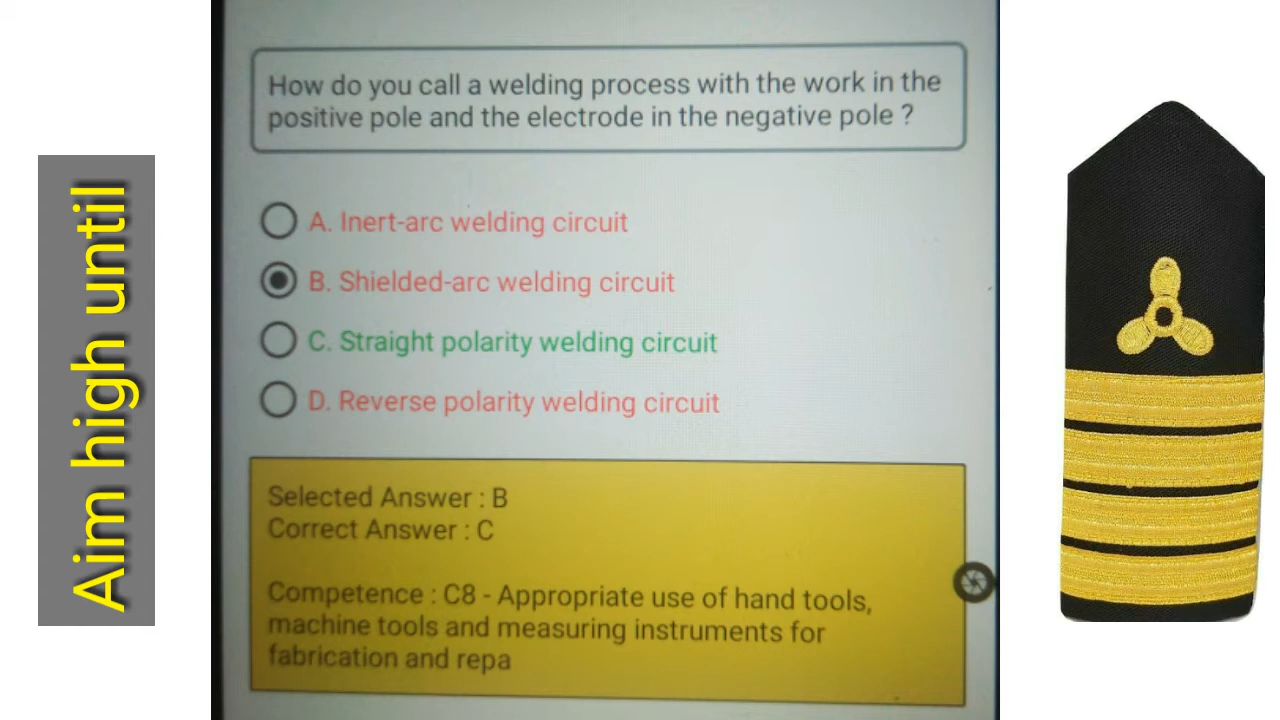 Aim high until
How do you call a welding process with the work in the
positive pole and the electrode in the negative pole ?
A. Inert-arc welding circuit
B. Shielded-arc welding circuit
C. Straight polarity welding circuit
D. Reverse polarity welding circuit
Selected Answer : B
Correct Answer : C
Competence : C8 - Appropriate use of hand tools,
machine tools and measuring instruments for
fabrication and repa